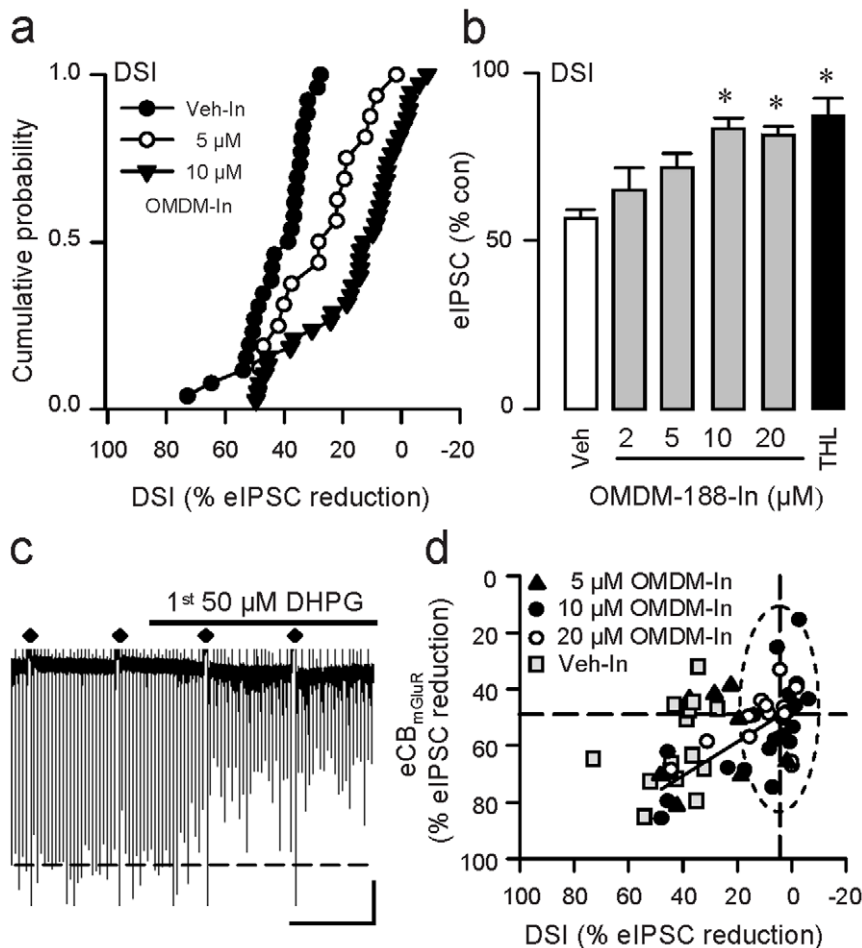 a
DSI
Veh-In
5 µM
10 µM
OMDM-In
Cumulative probability
1.0
0.5
0.0
100 80 60 40 20 0 -20
DSI (% eIPSC reduction)
b
DSI
eIPSC (% con)
100
50
0
* * *
Veh 2 5 10 20 THL
OMDM-188-In (µM)
c
1st 50 µM DHPG
d
5 µM OMDM-In
10 µM OMDM-In
20 µM OMDM-In
Veh-In
eCBmGluR
(% eIPSC reduction)
0
20
40
60
80
100
100 80 60 40 20 0 -20
DSI (% eIPSC reduction)